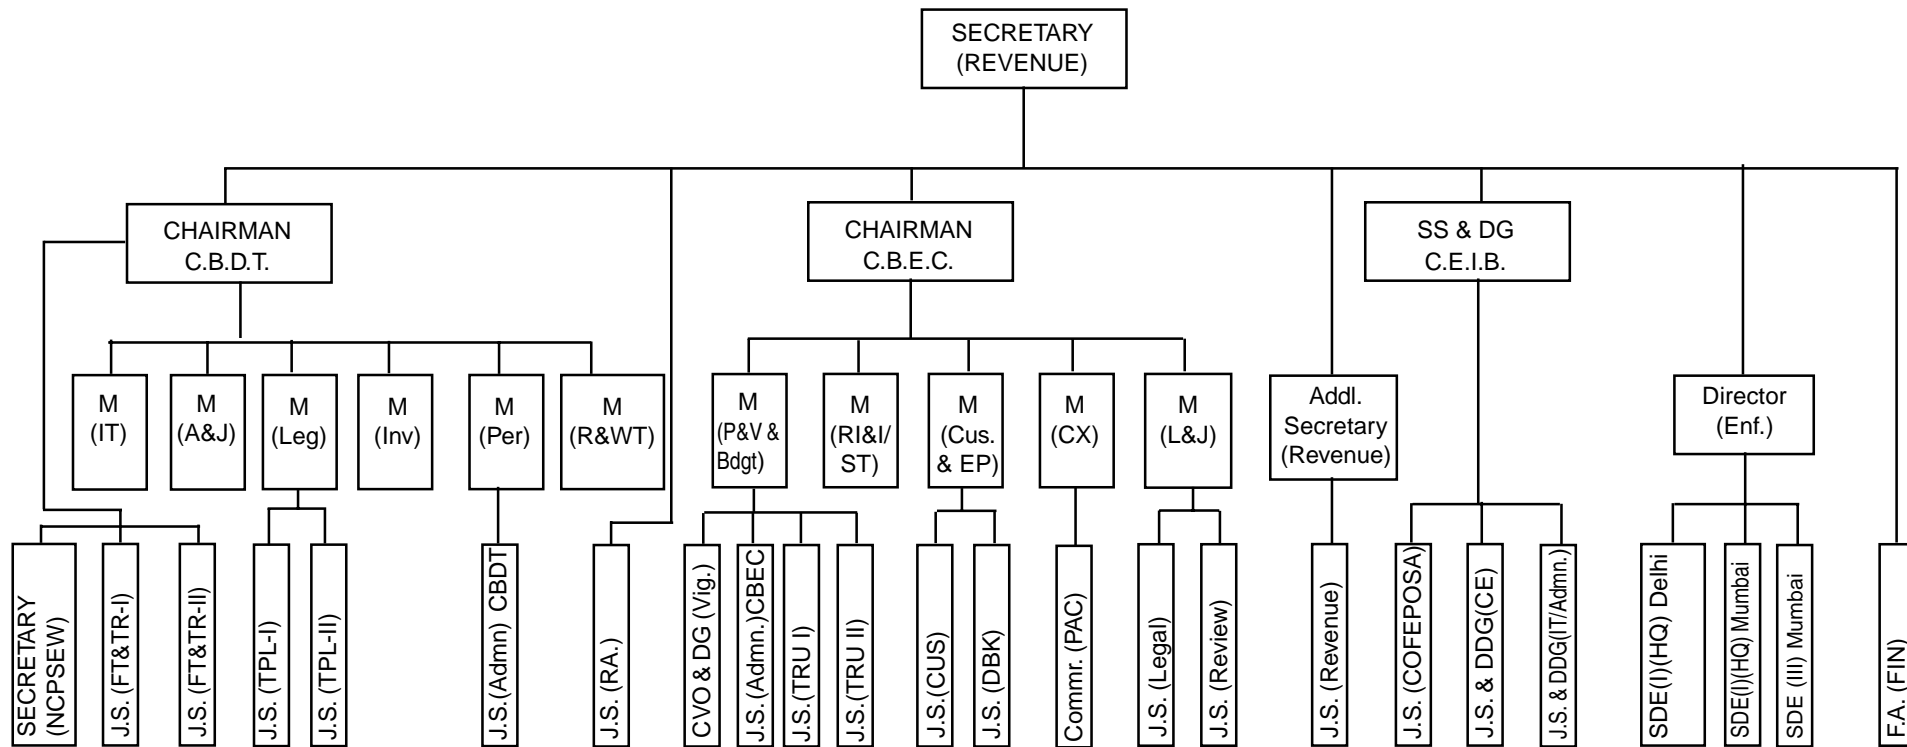 SECRETARY
(REVENUE)
CHAIRMAN
C.B.D.T.
CHAIRMAN
C.B.E.C.
SS & DG
C.E.I.B.
M
(IT)
M
(A&J)
M
(Leg)
M
(Inv)
M
(Per)
M
(R&WT)
M
(P&V &
Bdgt)
M
(RI&I/
ST)
M
(Cus.
& EP)
M
(CX)
M
(L&J)
Addl.
Secretary
(Revenue)
Director
(Enf.)
SECRETARY
(NCPSEW)
J.S. (FT&TR-I)
J.S. (FT&TR-II)
J.S. (TPL-I)
J.S. (TPL-II)
J.S.(Admn) CBDT
J.S. (RA.)
CVO & DG (Vig.)
J.S. (Admn.)CBEC
J.S.(TRU I)
J.S.(TRU II)
J.S.(CUS)
J.S. (DBK)
Commr. (PAC)
J.S. (Legal)
J.S. (Review)
J.S. (Revenue)
J.S. (COFEPOSA)
J.S. & DDG(CE)
J.S. & DDG(IT/Admn.)
SDE(I)(HQ) Delhi
SDE(I)(HQ) Mumbai
SDE (III) Mumbai
F.A. (FIN)